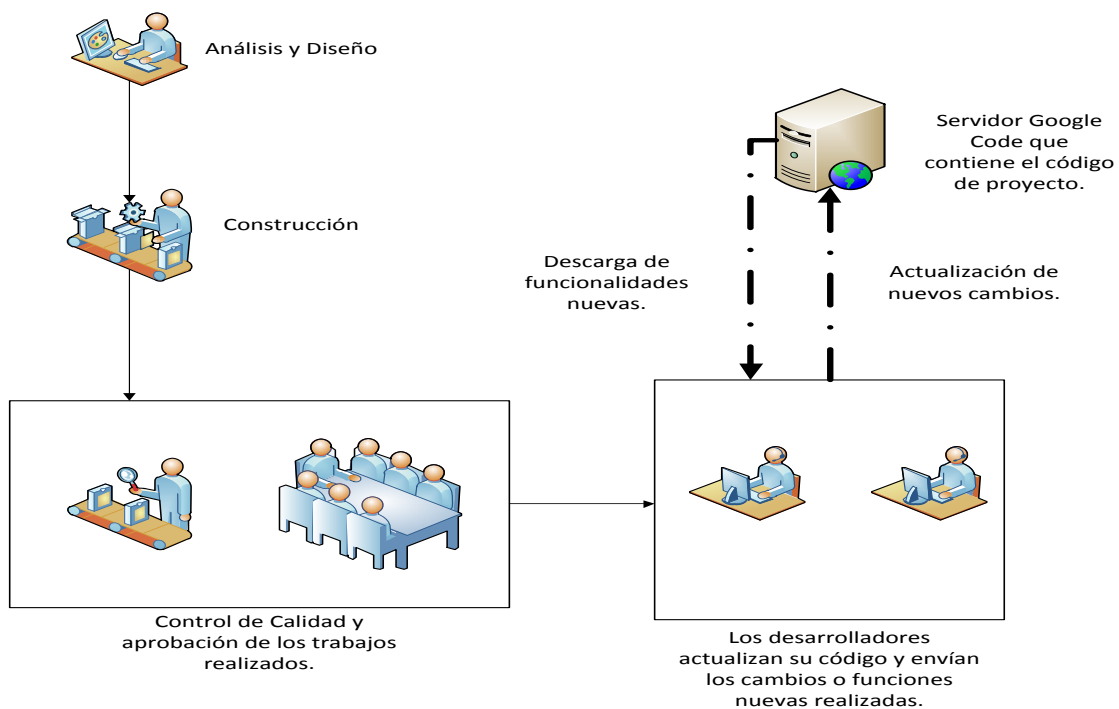 Análisis y Diseño
Servidor Google
Code que
contiene el código
de proyecto.
Construcción
Descarga de
funcionalidades
nuevas.
Actualización de
nuevos cambios.
Control de Calidad y
aprobación de los trabajos
realizados.
Los desarrolladores
actualizan su código y envían
los cambios o funciones
nuevas realizadas.